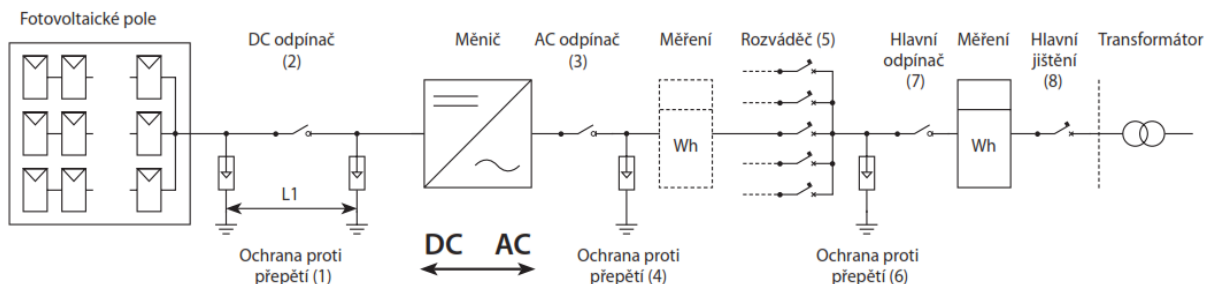 Fotovoltaické pole
DC odpínač
(2)
Měnič
AC odpínač
(3)
Měření
Rozváděč (5)
Hlavní
odpínač
(7)
Měření
Hlavní
jištění
(8)
Transformátor
Wh
Wh
L1
DC AC
Ochrana proti
přepětí (1)
Ochrana proti
přepětí (4)
Ochrana proti
přepětí (6)